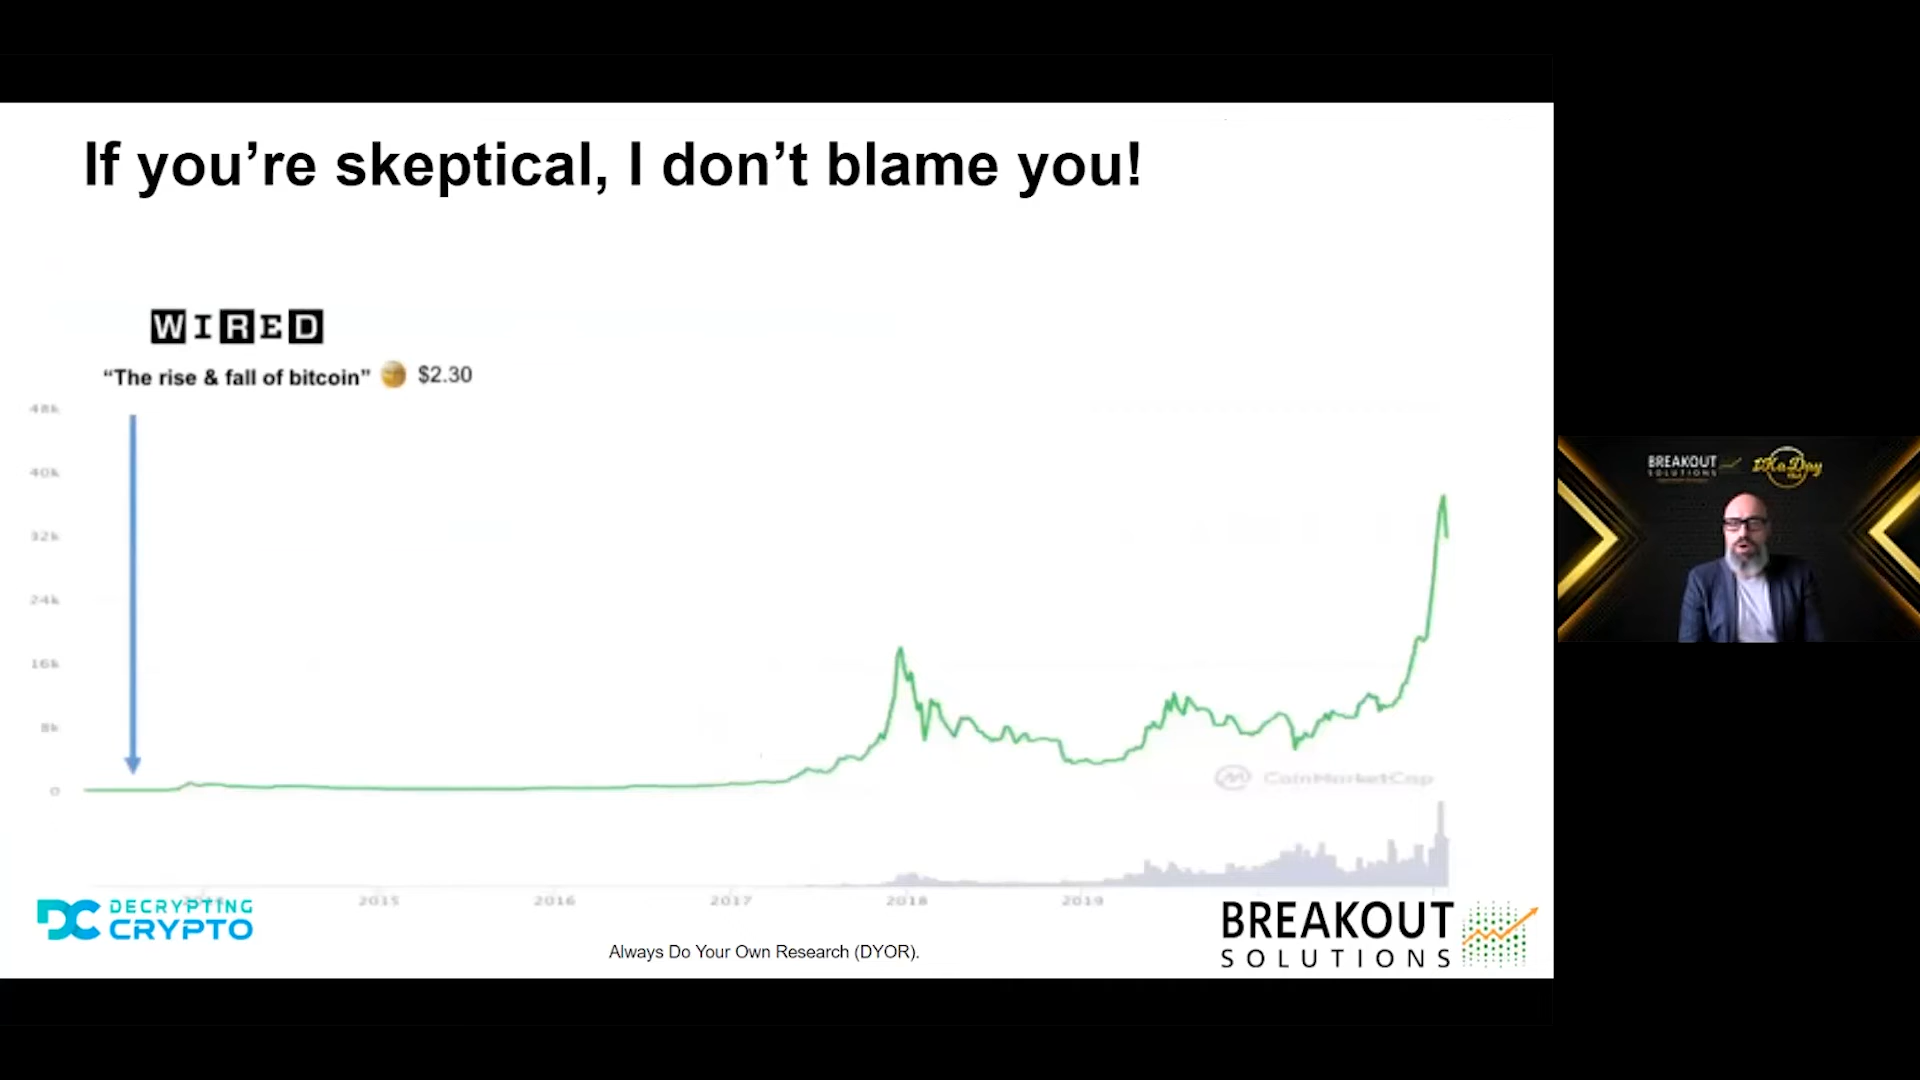 If you’re skeptical, I don’t blame you!
WIRED
“The rise & fall of bitcoin” $2.30
48k
40k
32k
24k
16k
8k
0
CoinMarketCap
2015
2016
2017
2018
2019
DECRYPTING
CRYPTO
Always Do Your Own Research (DYOR).
BREAKOUT
SOLUTIONS
BREAKOUT
SOLUTIONS
1K a Day